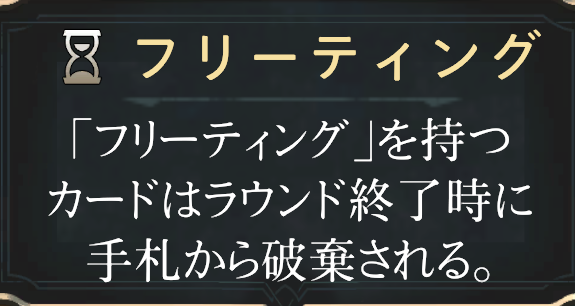 フリーティング
「フリーティング」を持つ
カードはラウンド終了時に
手札から破棄される。